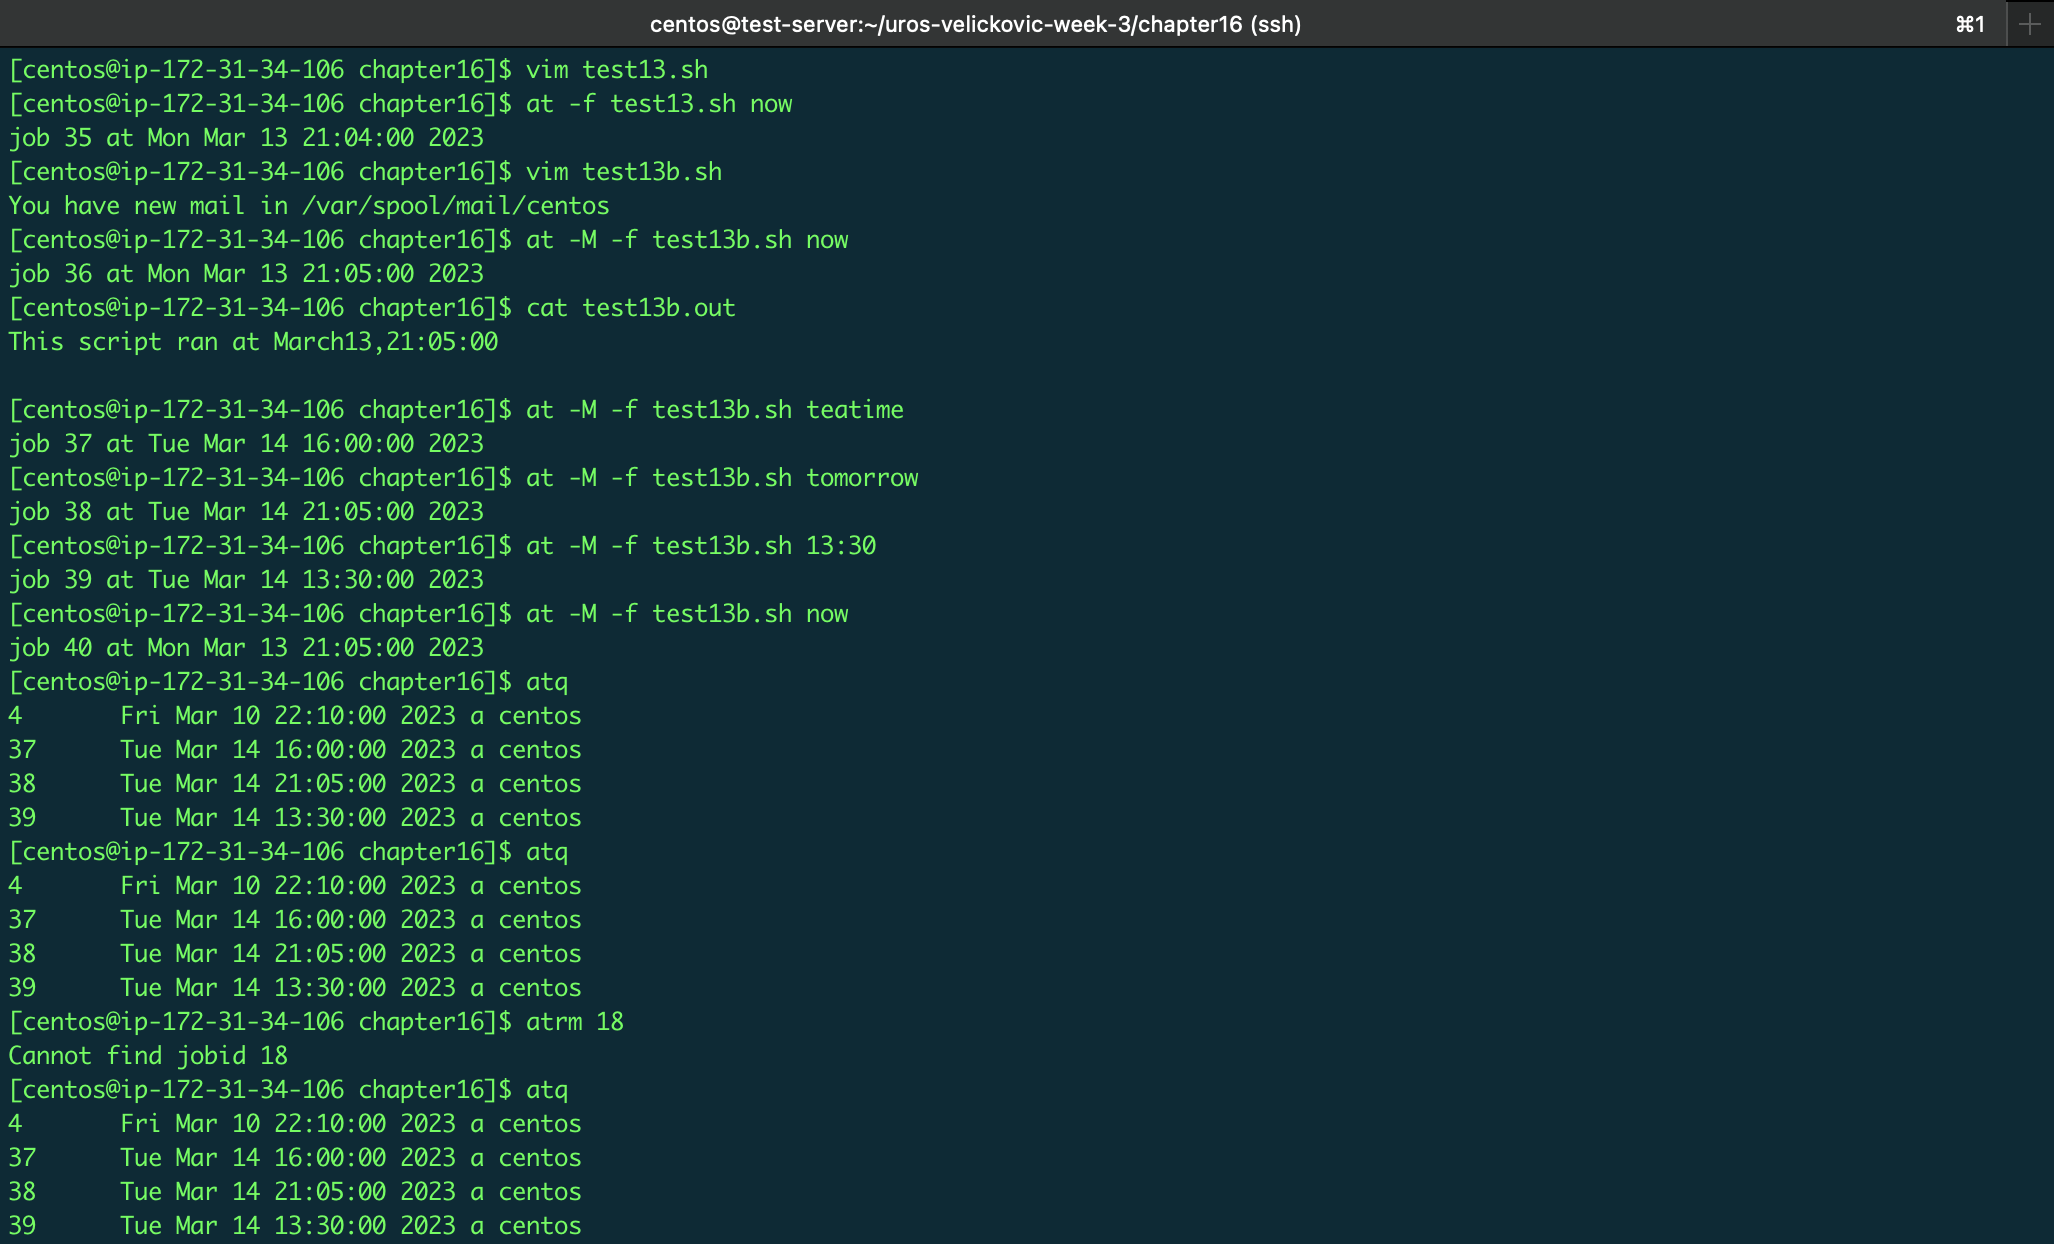 centos@test-server:~/uros-velickovic-week-3/chapter16 (ssh) ⌘1 +
[centos@ip-172-31-34-106 chapter16]$ vim test13.sh
[centos@ip-172-31-34-106 chapter16]$ at -f test13.sh now
job 35 at Mon Mar 13 21:04:00 2023
[centos@ip-172-31-34-106 chapter16]$ vim test13b.sh
You have new mail in /var/spool/mail/centos
[centos@ip-172-31-34-106 chapter16]$ at -M -f test13b.sh now
job 36 at Mon Mar 13 21:05:00 2023
[centos@ip-172-31-34-106 chapter16]$ cat test13b.out
This script ran at March13,21:05:00
[centos@ip-172-31-34-106 chapter16]$ at -M -f test13b.sh teatime
job 37 at Tue Mar 14 16:00:00 2023
[centos@ip-172-31-34-106 chapter16]$ at -M -f test13b.sh tomorrow
job 38 at Tue Mar 14 21:05:00 2023
[centos@ip-172-31-34-106 chapter16]$ at -M -f test13b.sh 13:30
job 39 at Tue Mar 14 13:30:00 2023
[centos@ip-172-31-34-106 chapter16]$ at -M -f test13b.sh now
job 40 at Mon Mar 13 21:05:00 2023
[centos@ip-172-31-34-106 chapter16]$ atq
4 Fri Mar 10 22:10:00 2023 a centos
37 Tue Mar 14 16:00:00 2023 a centos
38 Tue Mar 14 21:05:00 2023 a centos
39 Tue Mar 14 13:30:00 2023 a centos
[centos@ip-172-31-34-106 chapter16]$ atq
4 Fri Mar 10 22:10:00 2023 a centos
37 Tue Mar 14 16:00:00 2023 a centos
38 Tue Mar 14 21:05:00 2023 a centos
39 Tue Mar 14 13:30:00 2023 a centos
[centos@ip-172-31-34-106 chapter16]$ atrm 18
Cannot find jobid 18
[centos@ip-172-31-34-106 chapter16]$ atq
4 Fri Mar 10 22:10:00 2023 a centos
37 Tue Mar 14 16:00:00 2023 a centos
38 Tue Mar 14 21:05:00 2023 a centos
39 Tue Mar 14 13:30:00 2023 a centos